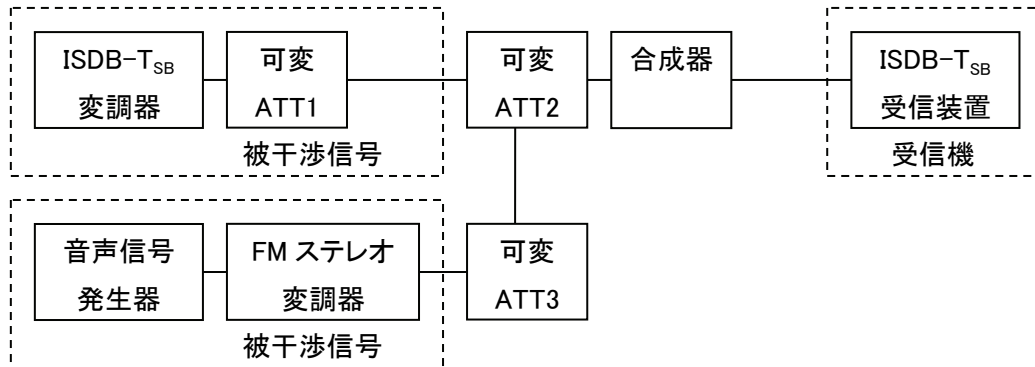 ISDB-T_SB
変調器
可変
ATT1
被干渉信号
可変
ATT2
合成器
ISDB-T_SB
受信装置
受信機
音声信号
発生器
FM ステレオ
変調器
被干渉信号
可変
ATT3